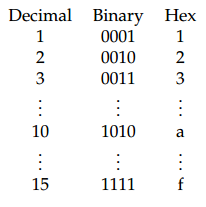 Decimal Binary Hex
1 0001 1
2 0010 2
3 0011 3
⋮ ⋮ ⋮
10 1010 a
⋮ ⋮ ⋮
15 1111 f